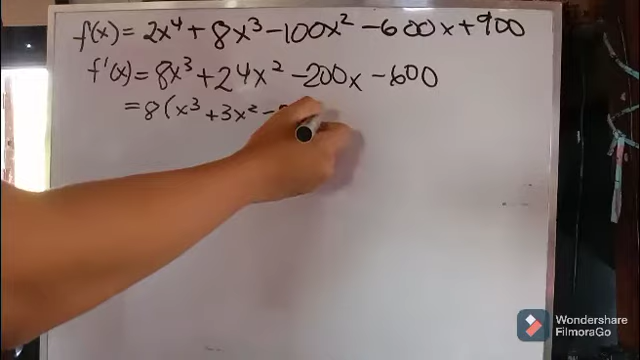 f(x) = 2x⁴ + 8x³ - 100x² - 600x + 900
f'(x) = 8x³ + 24x² - 200x - 600
= 8(x³ + 3x² -
Wondershare
FilmoraGo